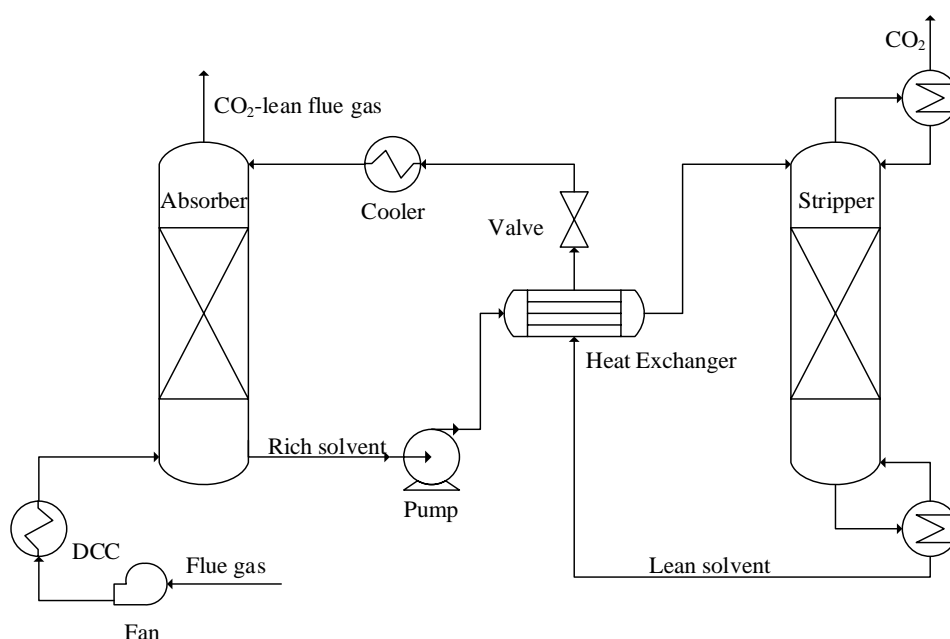 CO₂
CO₂-lean flue gas
Absorber
Stripper
Cooler
Valve
Heat Exchanger
Rich solvent
Pump
DCC
Flue gas
Lean solvent
Fan